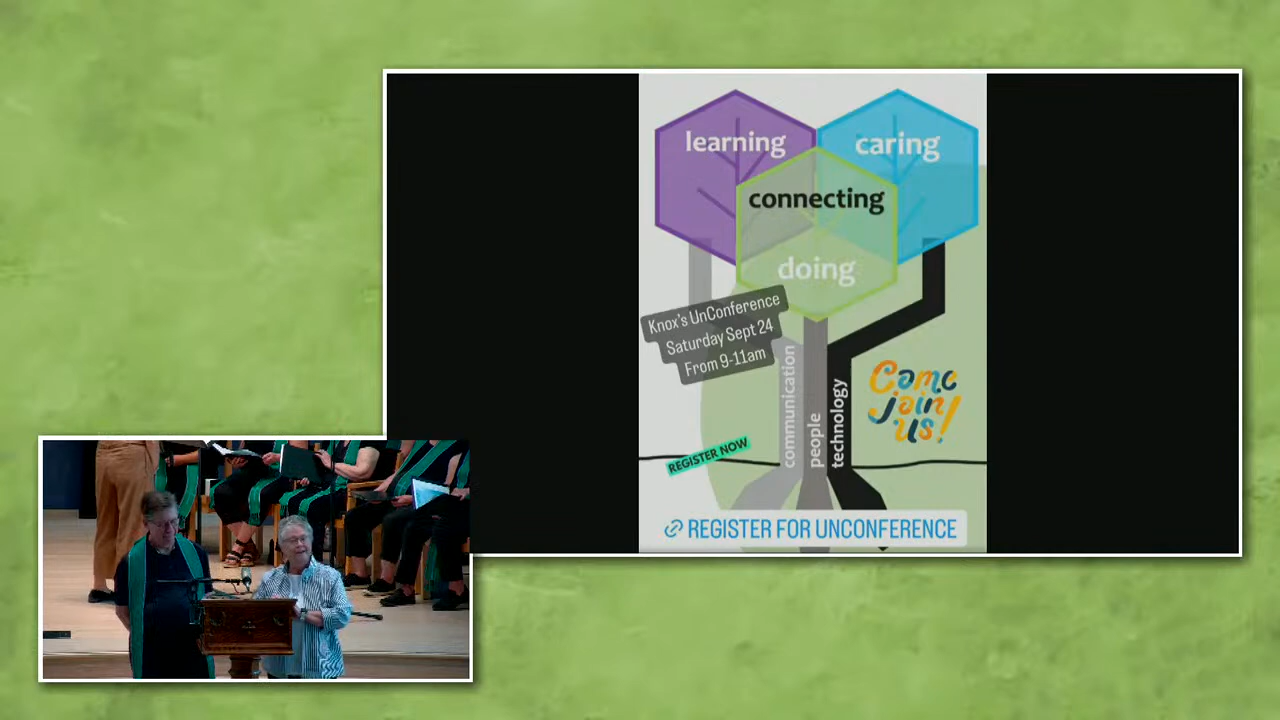 learning
caring
connecting
doing
Knox's UnConference
Saturday Sept 24
From 9-11am
communication
people
technology
Come
join
us!
REGISTER NOW
REGISTER FOR UNCONFERENCE